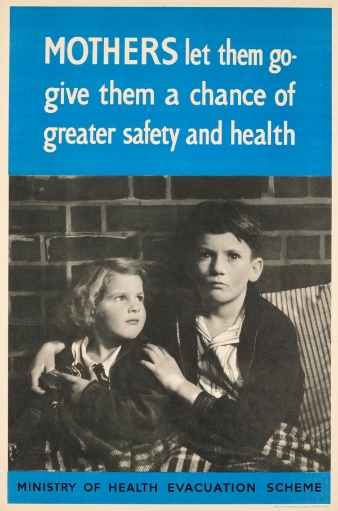 MOTHERS let them go-
give them a chance of
greater safety and health
MINISTRY OF HEALTH EVACUATION SCHEME